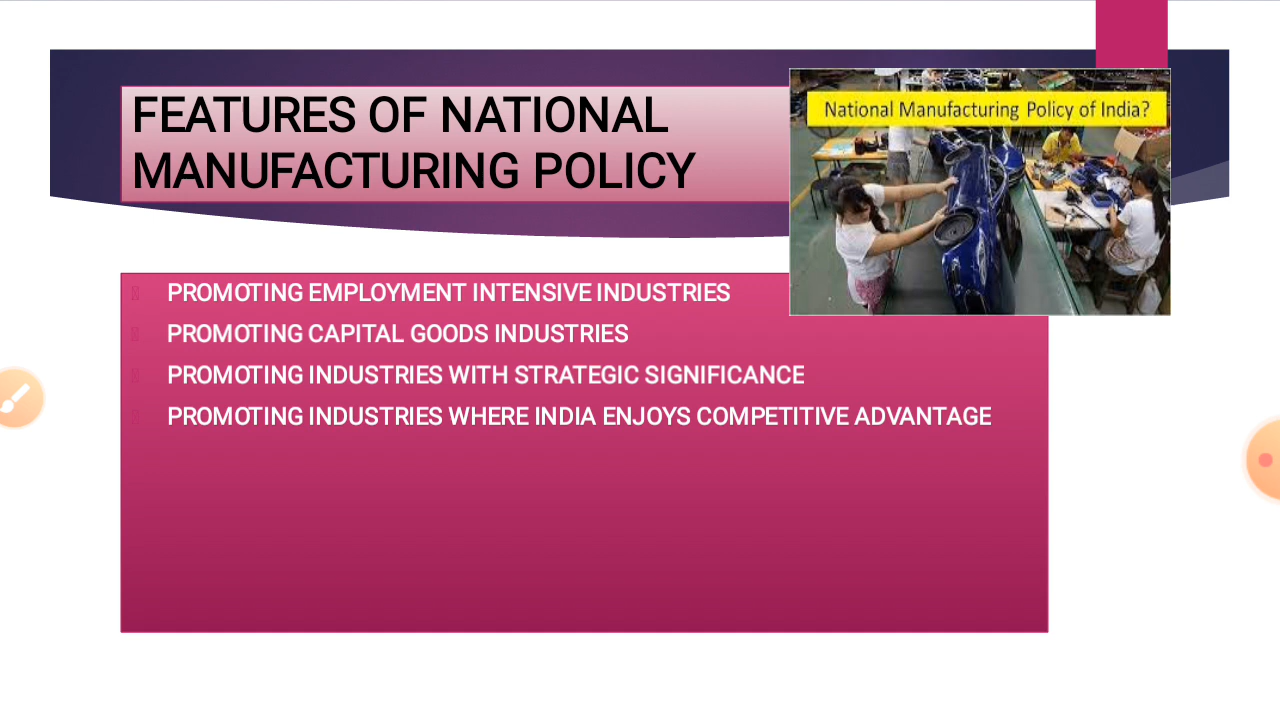 FEATURES OF NATIONAL
MANUFACTURING POLICY
National Manufacturing Policy of India?
PROMOTING EMPLOYMENT INTENSIVE INDUSTRIES
PROMOTING CAPITAL GOODS INDUSTRIES
PROMOTING INDUSTRIES WITH STRATEGIC SIGNIFICANCE
PROMOTING INDUSTRIES WHERE INDIA ENJOYS COMPETITIVE ADVANTAGE